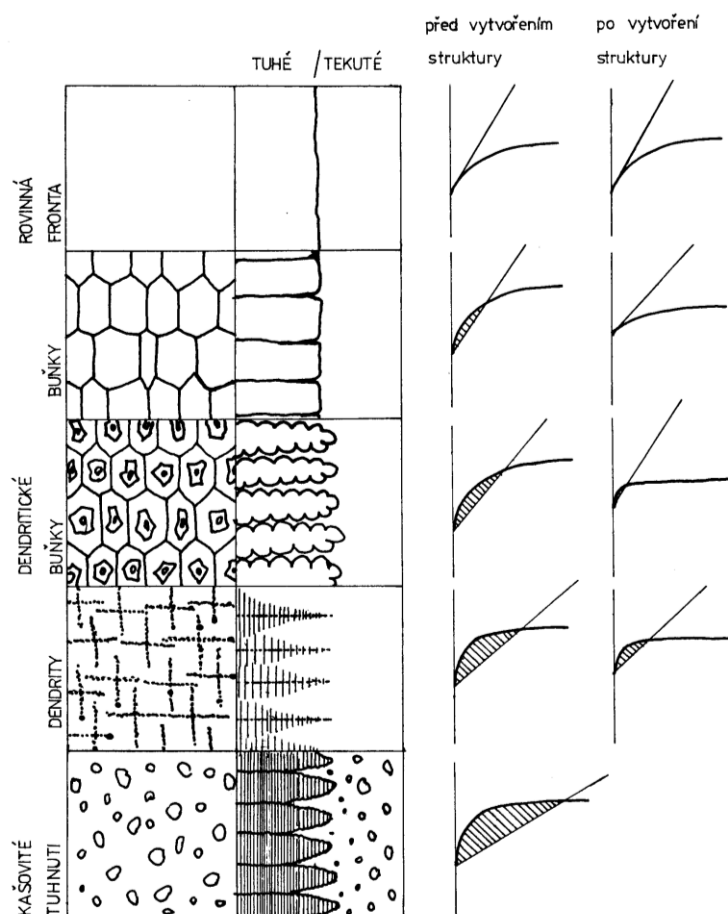 před vytvořením
struktury
po vytvoření
struktury
TUHÉ / TEKUTÉ
ROVINNÁ
FRONTA
BUŇKY
DENDRITICKÉ
BUŇKY
DENDRITY
KAŠOVITÉ
TUHNUTI